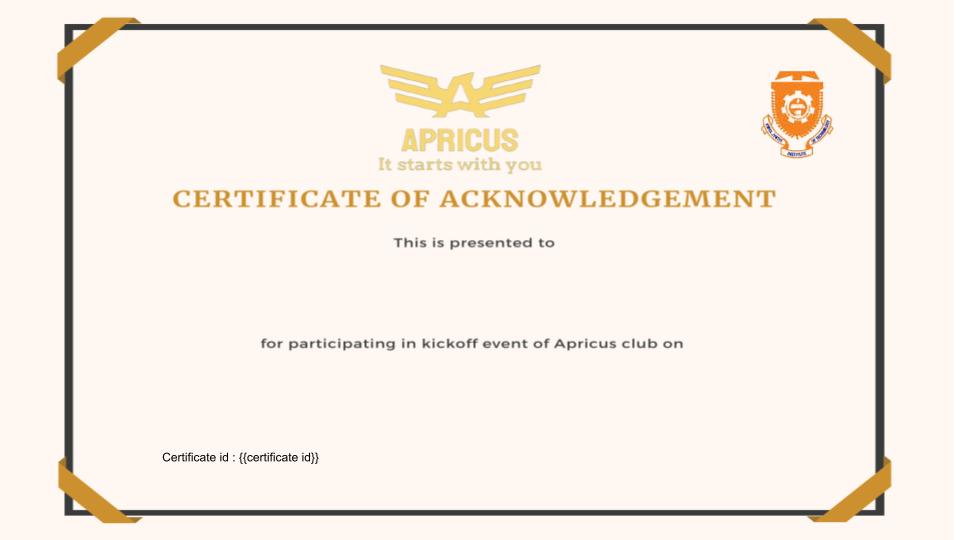 APRICUS
It starts with you
CERTIFICATE OF ACKNOWLEDGEMENT
This is presented to
for participating in kickoff event of Apricus club on
Certificate id : {{certificate id}}
INSTITUTE